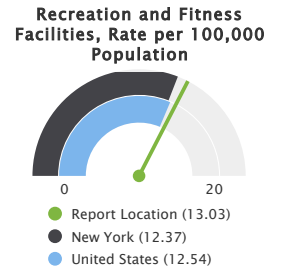 Recreation and Fitness
Facilities, Rate per 100,000
Population
0 20
Report Location (13.03)
New York (12.37)
United States (12.54)